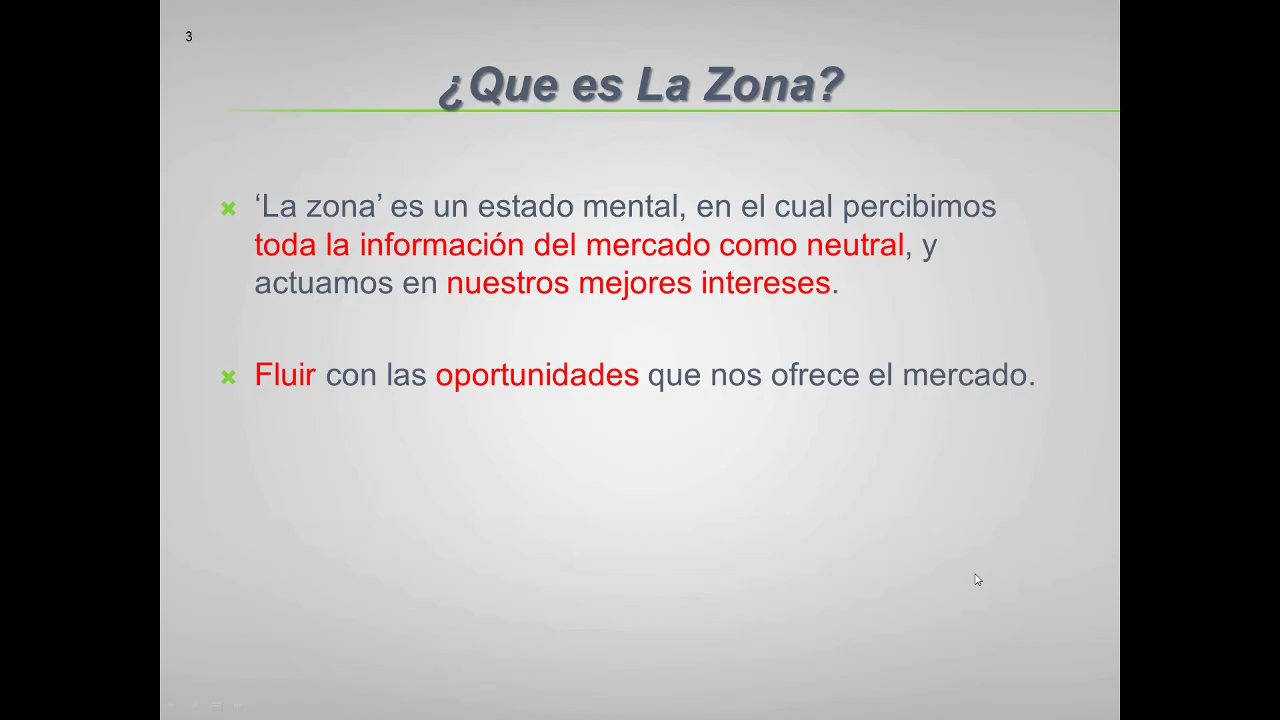 3
¿Que es La Zona?
‘La zona’ es un estado mental, en el cual percibimos
toda la información del mercado como neutral, y
actuamos en nuestros mejores intereses.
Fluir con las oportunidades que nos ofrece el mercado.